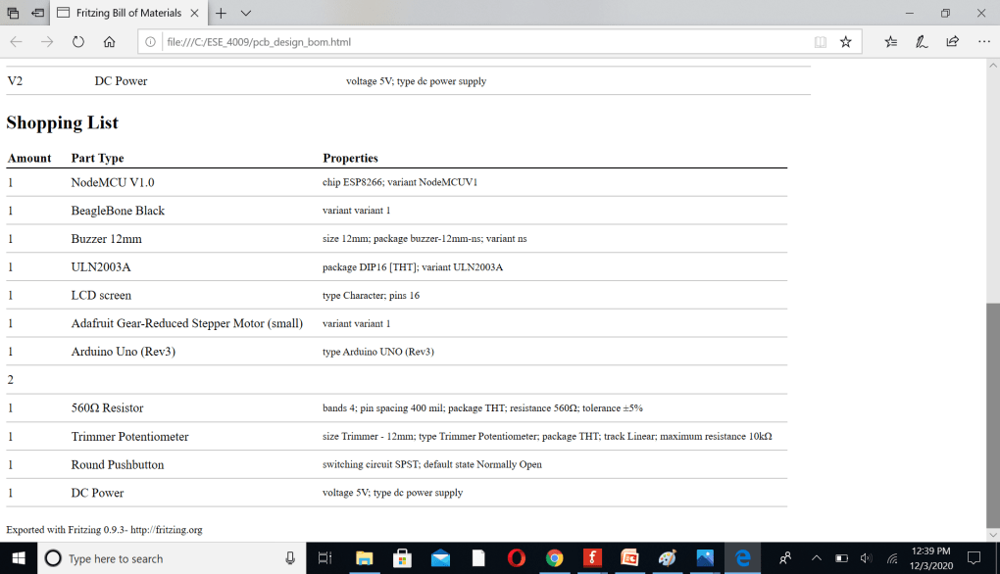 Fritzing Bill of Materials
file:///C:/ESE_4009/pcb_design_bom.html
V2 DC Power voltage 5V; type dc power supply
Shopping List
Amount Part Type Properties
1 NodeMCU V1.0 chip ESP8266; variant NodeMCUV1
1 BeagleBone Black variant variant 1
1 Buzzer 12mm size 12mm; package buzzer-12mm-ns; variant ns
1 ULN2003A package DIP16 [THT]; variant ULN2003A
1 LCD screen type Character; pins 16
1 Adafruit Gear-Reduced Stepper Motor (small) variant variant 1
1 Arduino Uno (Rev3) type Arduino UNO (Rev3)
2
1 560Ω Resistor bands 4; pin spacing 400 mil; package THT; resistance 560Ω; tolerance ±5%
1 Trimmer Potentiometer size Trimmer - 12mm; type Trimmer Potentiometer; package THT; track Linear; maximum resistance 10kΩ
1 Round Pushbutton switching circuit SPST; default state Normally Open
1 DC Power voltage 5V; type dc power supply
Exported with Fritzing 0.9.3- http://fritzing.org
Type here to search
12:39 PM
12/3/2020